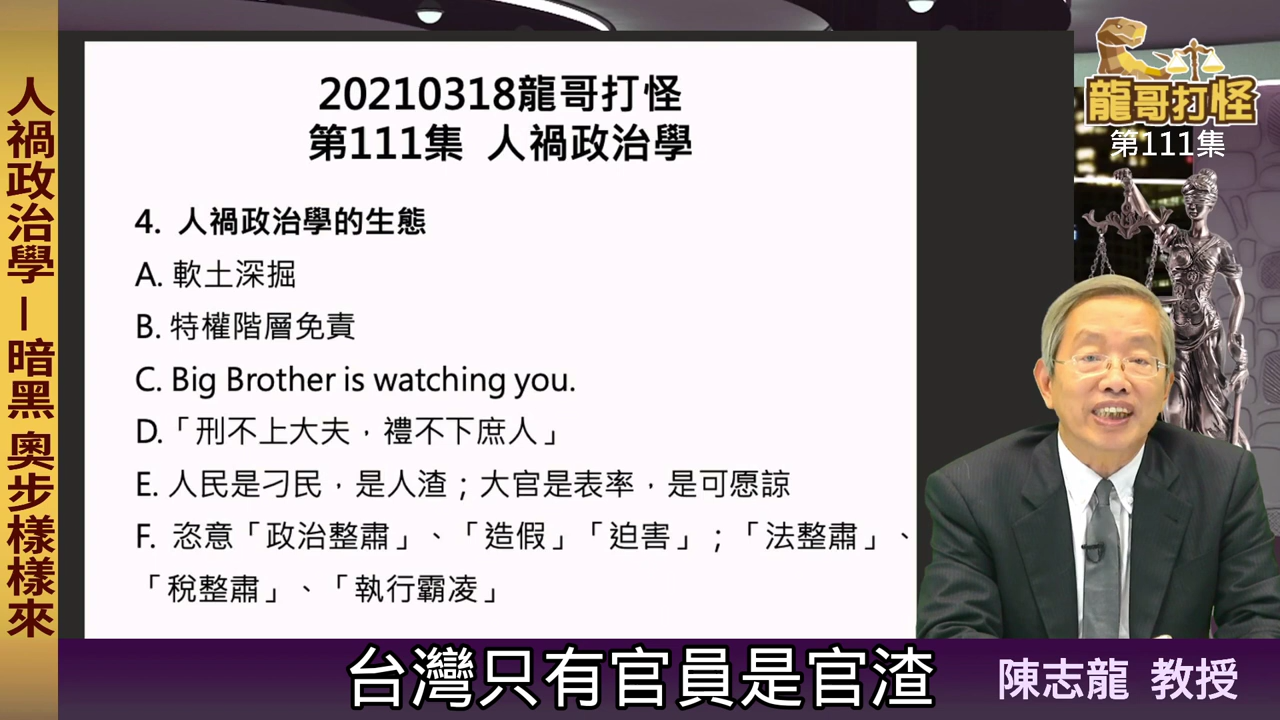 人禍政治學－暗黑 奧步樣樣來
20210318龍哥打怪
第111集 人禍政治學
4. 人禍政治學的生態
A. 軟土深掘
B. 特權階層免責
C. Big Brother is watching you.
D.「刑不上大夫，禮不下庶人」
E. 人民是刁民，是人渣；大官是表率，是可愿諒
F. 恣意「政治整肅」、「造假」「迫害」；「法整肅」、
「稅整肅」、「執行霸凌」
龍哥打怪
第111集
台灣只有官員是官渣
陳志龍 教授